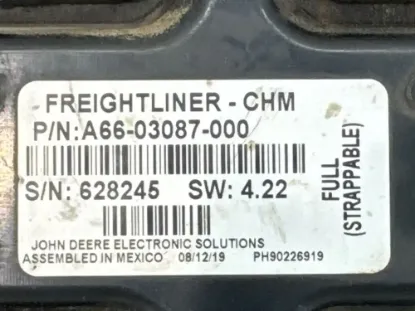 FREIGHTLINER - CHM
P/N: A66-03087-000
S/N: 628245 SW: 4.22
JOHN DEERE ELECTRONIC SOLUTIONS
ASSEMBLED IN MEXICO 08/12/19 PH90226919
FULL
(STRAPPABLE)